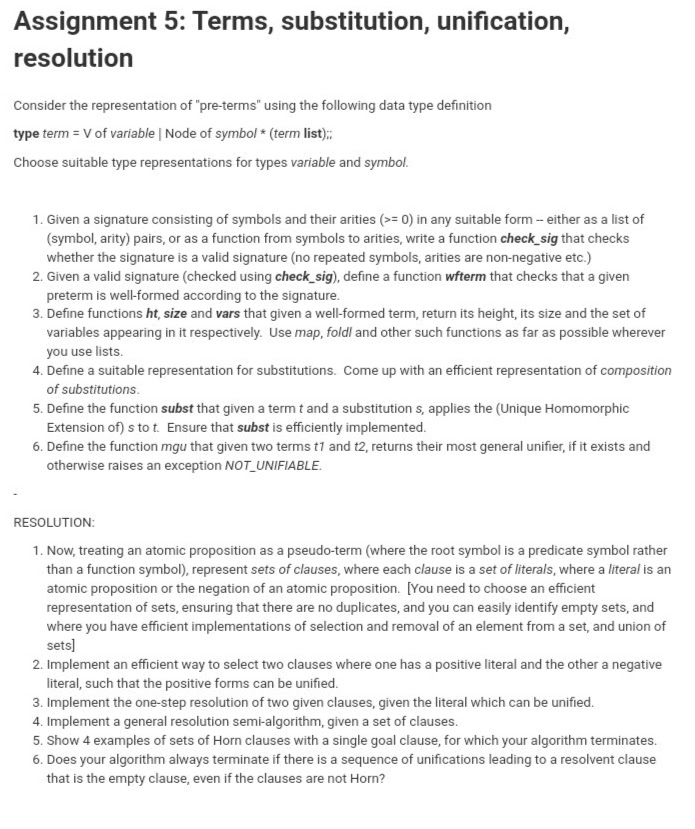 Assignment 5: Terms, substitution, unification,
resolution
Consider the representation of "pre-terms" using the following data type definition
type term = V of variable | Node of symbol * (term list);;
Choose suitable type representations for types variable and symbol.
1. Given a signature consisting of symbols and their arities (>= 0) in any suitable form -- either as a list of
(symbol, arity) pairs, or as a function from symbols to arities, write a function check_sig that checks
whether the signature is a valid signature (no repeated symbols, arities are non-negative etc.)
2. Given a valid signature (checked using check_sig), define a function wfterm that checks that a given
preterm is well-formed according to the signature.
3. Define functions ht, size and vars that given a well-formed term, return its height, its size and the set of
variables appearing in it respectively. Use map, foldl and other such functions as far as possible wherever
you use lists.
4. Define a suitable representation for substitutions. Come up with an efficient representation of composition
of substitutions.
5. Define the function subst that given a term t and a substitution s, applies the (Unique Homomorphic
Extension of) s to t. Ensure that subst is efficiently implemented.
6. Define the function mgu that given two terms t1 and t2, returns their most general unifier, if it exists and
otherwise raises an exception NOT_UNIFIABLE.
-
RESOLUTION:
1. Now, treating an atomic proposition as a pseudo-term (where the root symbol is a predicate symbol rather
than a function symbol), represent sets of clauses, where each clause is a set of literals, where a literal is an
atomic proposition or the negation of an atomic proposition. [You need to choose an efficient
representation of sets, ensuring that there are no duplicates, and you can easily identify empty sets, and
where you have efficient implementations of selection and removal of an element from a set, and union of
sets]
2. Implement an efficient way to select two clauses where one has a positive literal and the other a negative
literal, such that the positive forms can be unified.
3. Implement the one-step resolution of two given clauses, given the literal which can be unified.
4. Implement a general resolution semi-algorithm, given a set of clauses.
5. Show 4 examples of sets of Horn clauses with a single goal clause, for which your algorithm terminates.
6. Does your algorithm always terminate if there is a sequence of unifications leading to a resolvent clause
that is the empty clause, even if the clauses are not Horn?